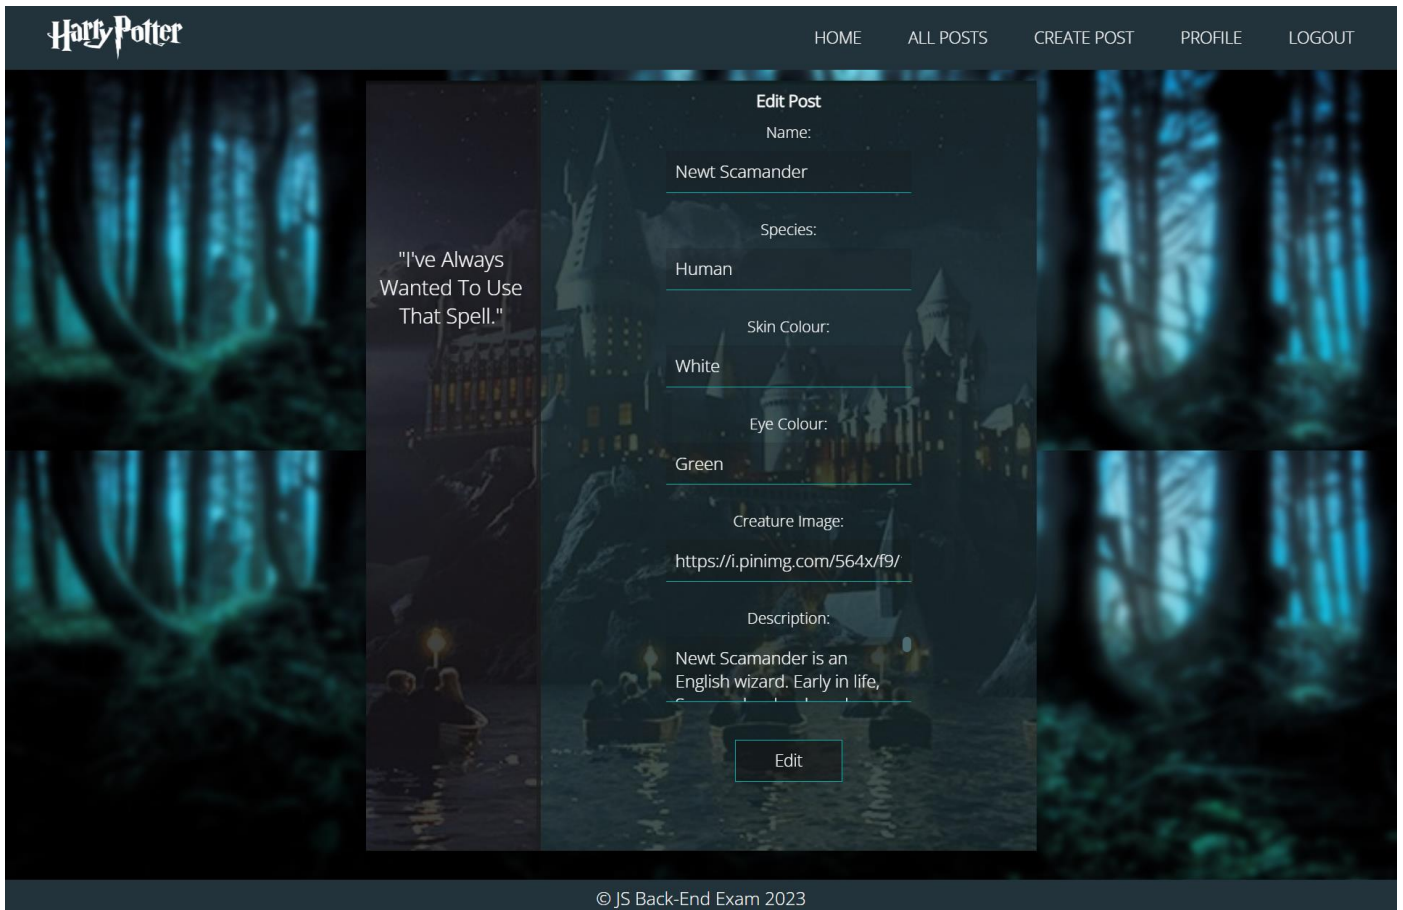 Harry Potter
HOME ALL POSTS CREATE POST PROFILE LOGOUT
"I've Always
Wanted To Use
That Spell."
Edit Post
Name:
Newt Scamander
Species:
Human
Skin Colour:
White
Eye Colour:
Green
Creature Image:
https://i.pinimg.com/564x/f9/
Description:
Newt Scamander is an
English wizard. Early in life,
Edit
© JS Back-End Exam 2023